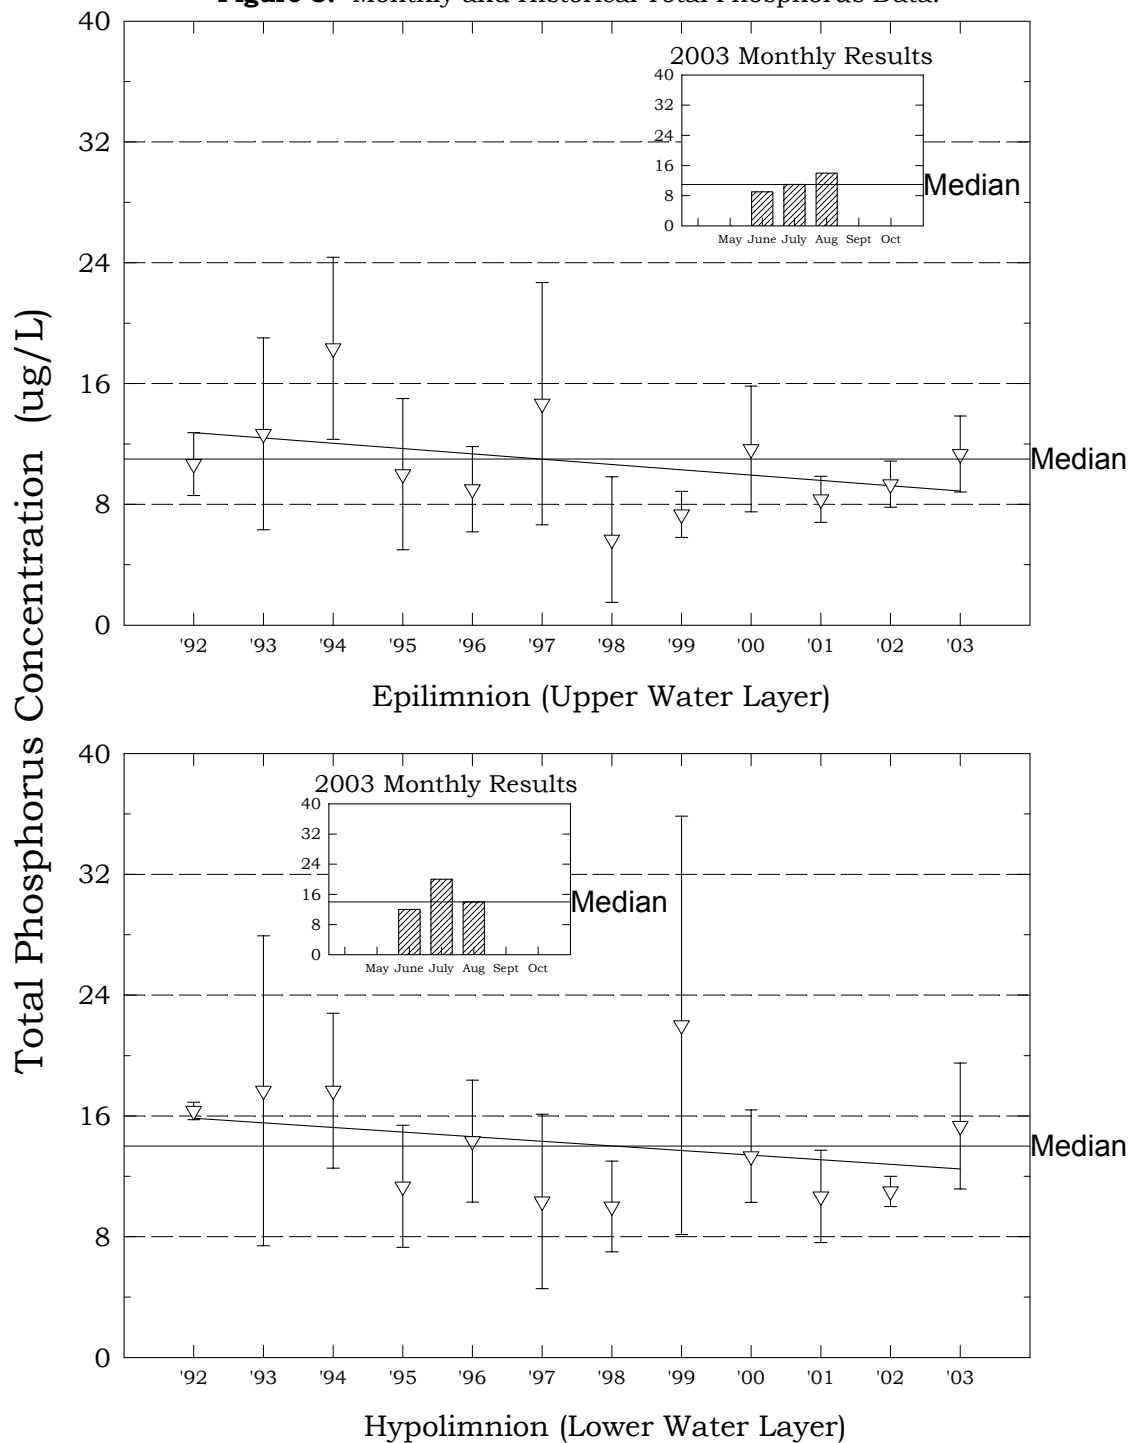 Monthly and Historical Total Phosphorus Data.
Total Phosphorus Concentration (ug/L)
40
32
24
16
8
0
2003 Monthly Results
40
32
24
16
8
0
May June July Aug Sept Oct
Median
Median
'92 '93 '94 '95 '96 '97 '98 '99 '00 '01 '02 '03
Epilimnion (Upper Water Layer)
40
32
24
16
8
0
2003 Monthly Results
40
32
24
16
8
0
May June July Aug Sept Oct
Median
Median
'92 '93 '94 '95 '96 '97 '98 '99 '00 '01 '02 '03
Hypolimnion (Lower Water Layer)